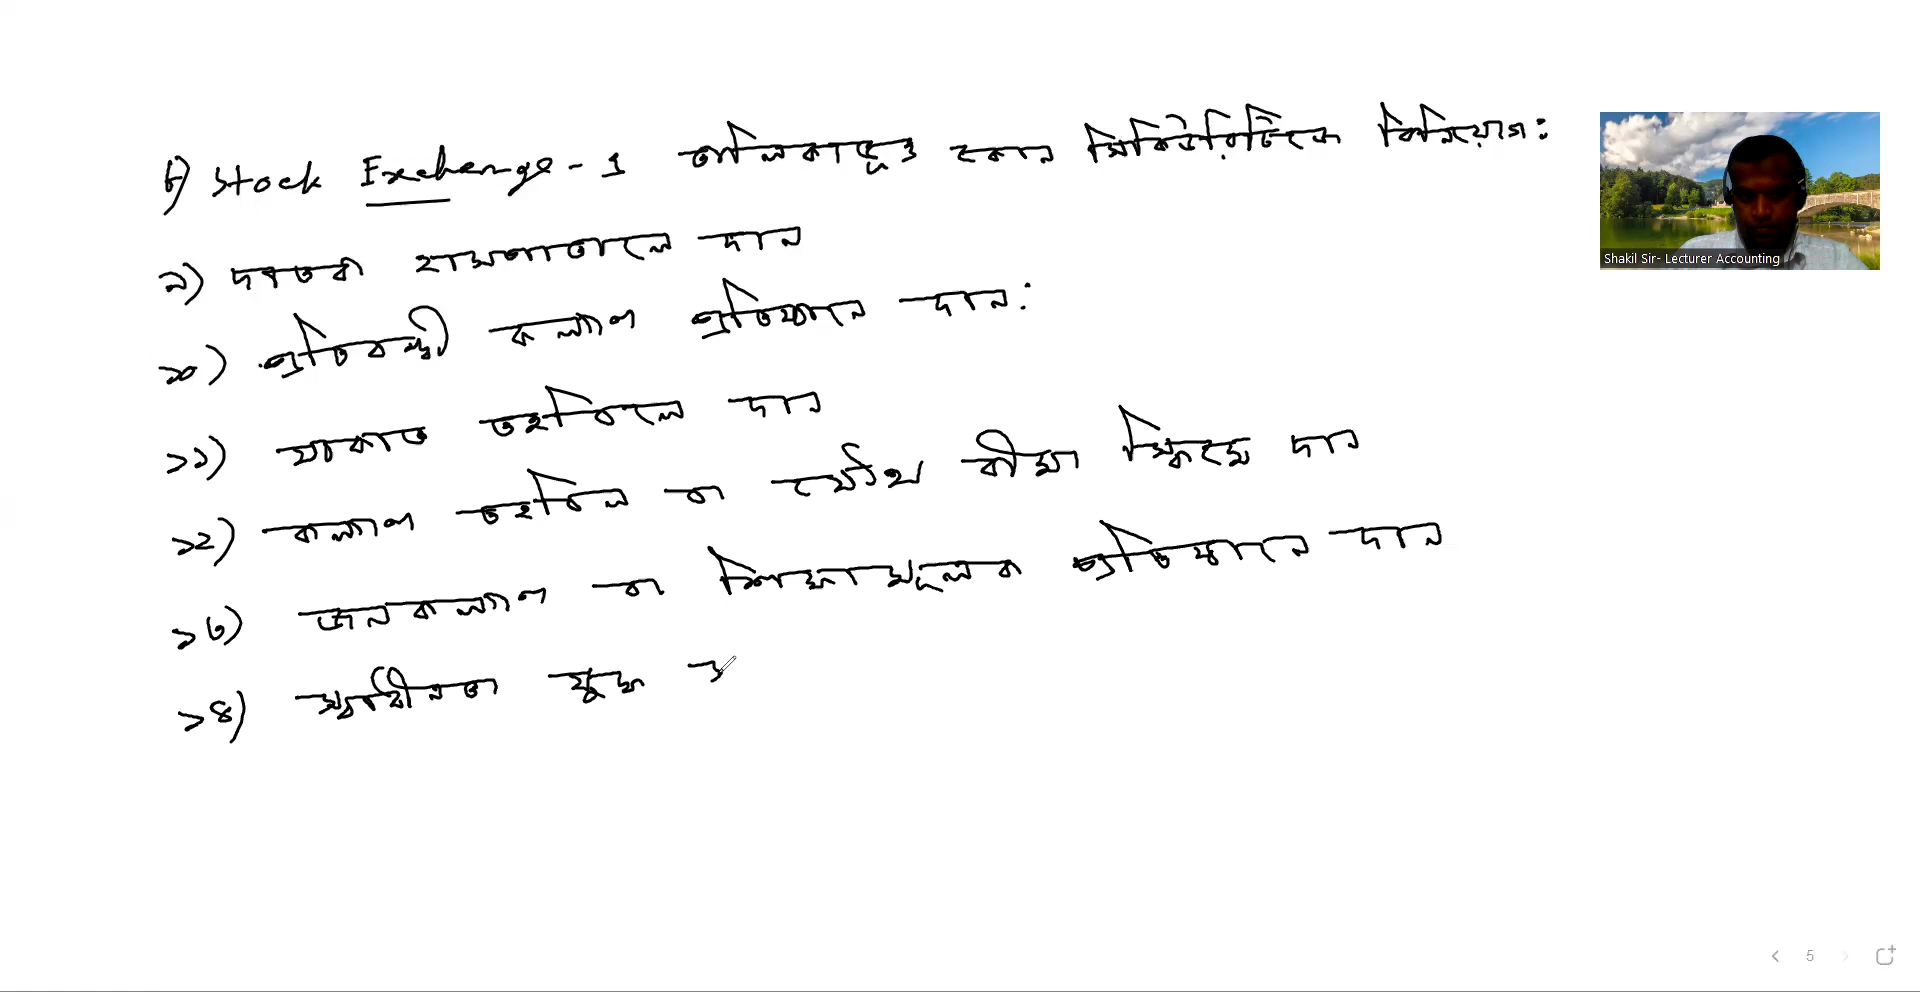 ৮) Stock Exchange-1 তালিকাভূক্ত কোন সিকিউরিটিকে বিনিয়োগ:
৯) দাতব্য হাসপাতালে দান
১০) প্রতিবন্ধী কল্যাণ প্রতিষ্ঠানে দান:
১১) যাকাত তহবিলে দান
১২) কল্যাণ তহবিল বা যৌথ বীমা স্কিমে দান
১৩) জনকল্যাণ বা শিক্ষামূলক প্রতিষ্ঠানে দান
১৪) স্বাধীনতা যুদ্ধ
Shakil Sir- Lecturer Accounting
5